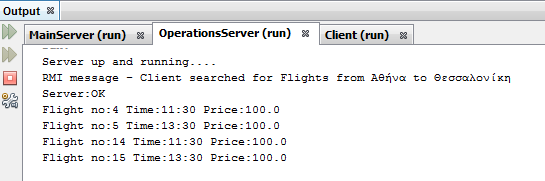 Output
MainServer (run) OperationsServer (run) Client (run)
Server up and running....
RMI message - Client searched for Flights from Αθήνα to Θεσσαλονίκη
Server:OK
Flight no:4 Time:11:30 Price:100.0
Flight no:5 Time:13:30 Price:100.0
Flight no:14 Time:11:30 Price:100.0
Flight no:15 Time:13:30 Price:100.0